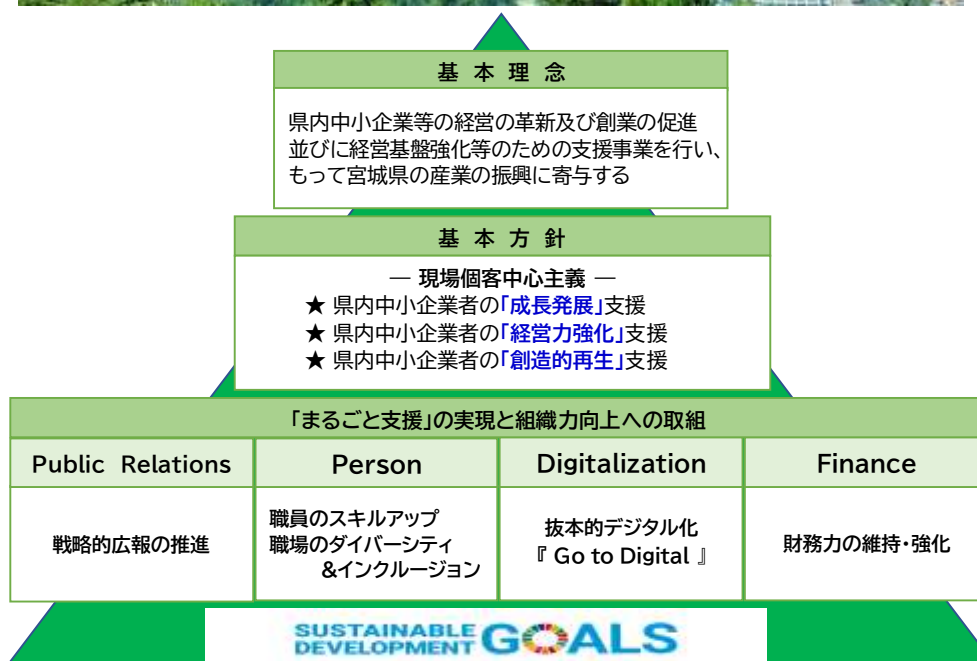 基本理念
県内中小企業等の経営の革新及び創業の促進
並びに経営基盤強化等のための支援事業を行い、
もって宮城県の産業の振興に寄与する
基本方針
― 現場個客中心主義 ―
★ 県内中小企業者の「成長発展」支援
★ 県内中小企業者の「経営力強化」支援
★ 県内中小企業者の「創造的再生」支援
「まるごと支援」の実現と組織力向上への取組
Public Relations
Person
Digitalization
Finance
戦略的広報の推進
職員のスキルアップ
職場のダイバーシティ
&インクルージョン
抜本的デジタル化
『 Go to Digital 』
財務力の維持・強化
SUSTAINABLE
DEVELOPMENT
GOALS